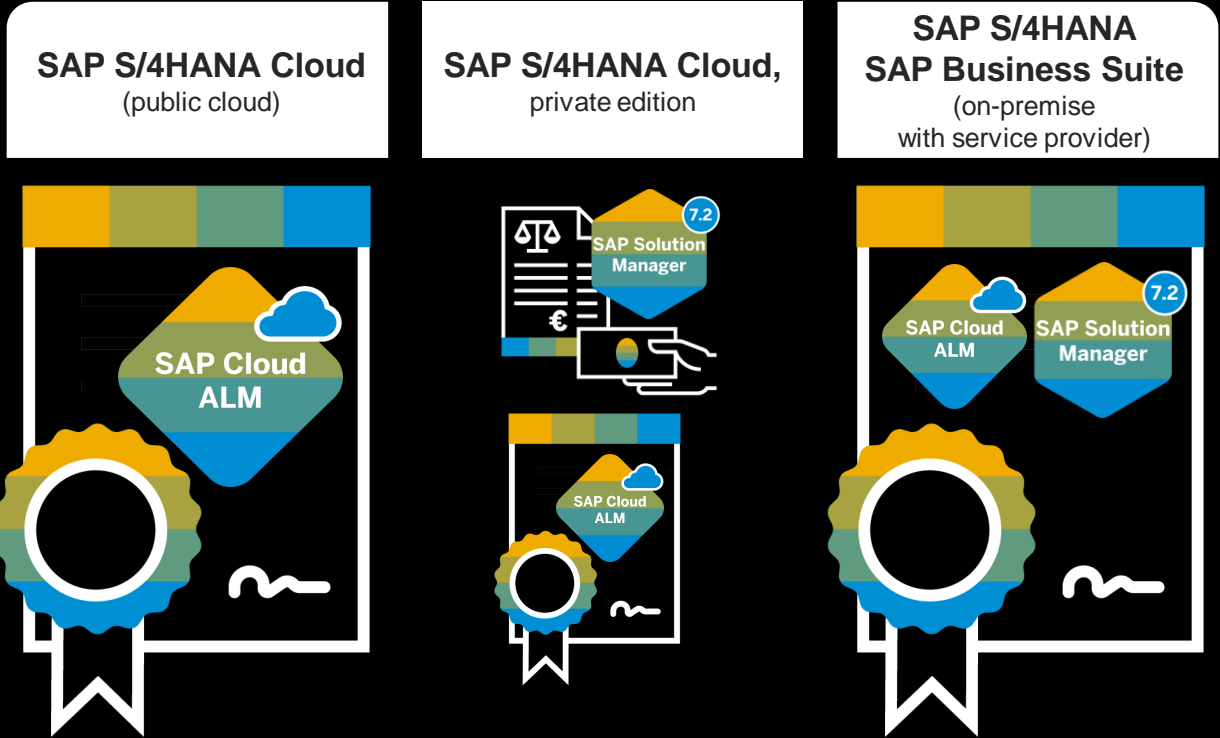 SAP S/4HANA Cloud
(public cloud)
SAP Cloud
ALM
SAP S/4HANA Cloud,
private edition
7.2
SAP Solution
Manager
€
SAP Cloud
ALM
SAP S/4HANA
SAP Business Suite
(on-premise
with service provider)
SAP Cloud
ALM
7.2
SAP Solution
Manager